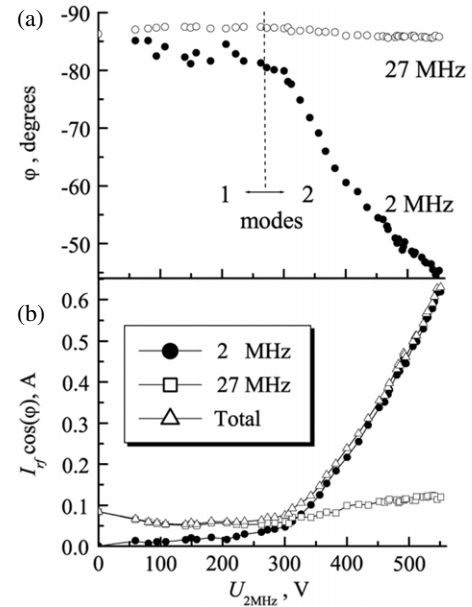 (a)
-90
-80
-70
-60
-50
φ , degrees
27 MHz
2 MHz
1 2
modes
(b)
0.6
0.5
0.4
0.3
0.2
0.1
0.0
I_rf cos(φ), A
2 MHz
27 MHz
Total
0 100 200 300 400 500
U_2MHz , V